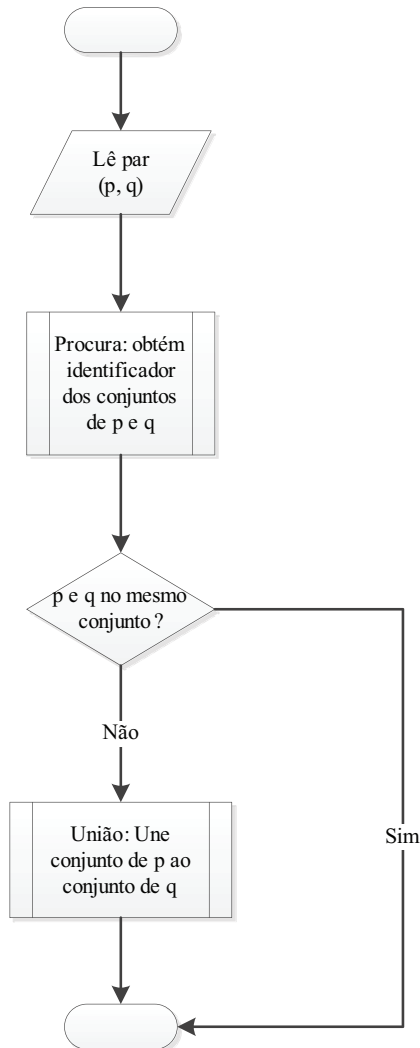 Lê par
(p, q)
Procura: obtém
identificador
dos conjuntos
de p e q
p e q no mesmo
conjunto ?
Não
União: Une
conjunto de p ao
conjunto de q
Sim